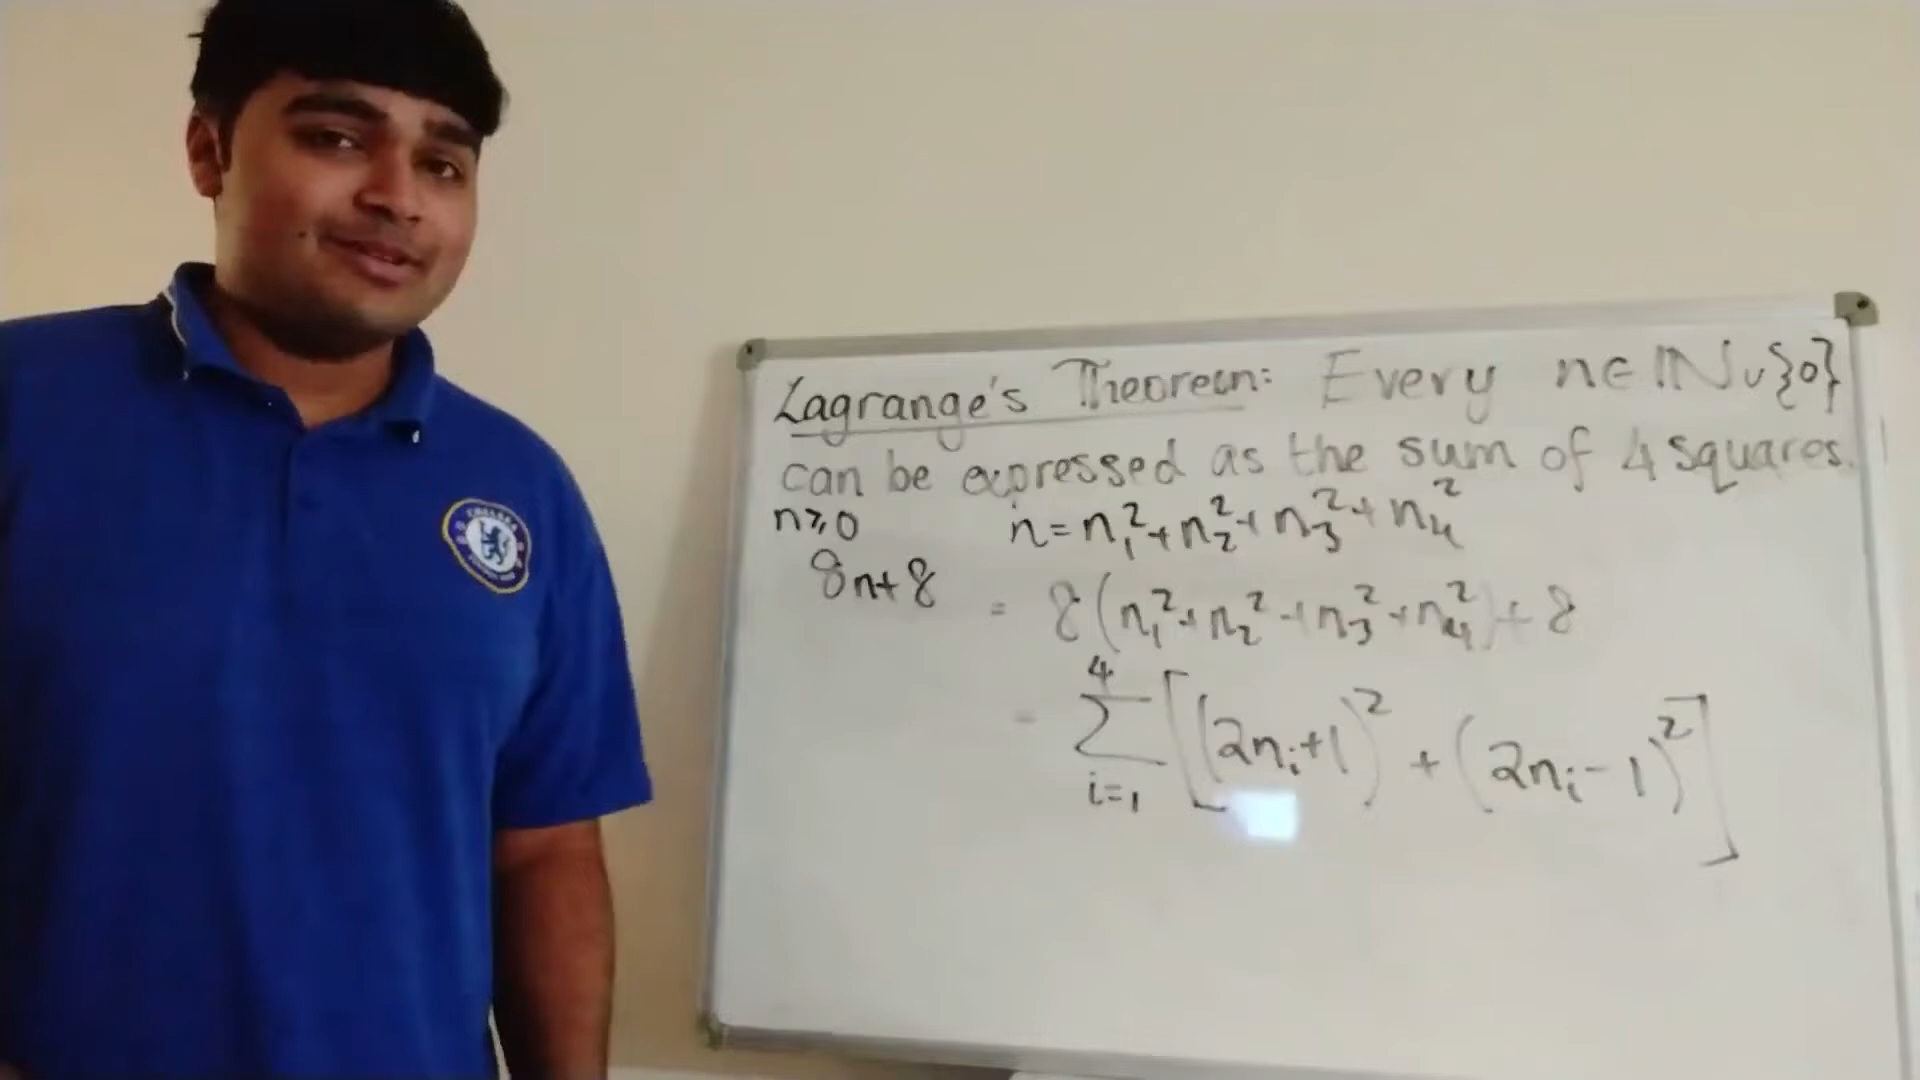 Lagrange's Theorem: Every n∈ℕ∪{0}
can be expressed as the sum of 4 squares.
n⩾0 n=n₁²+n₂²+n₃²+n₄²
8n+8 = 8(n₁²+n₂²+n₃²+n₄²)+8
= ∑_{i=1}^{4} [(2nᵢ+1)² + (2nᵢ-1)²]
CHELSEA